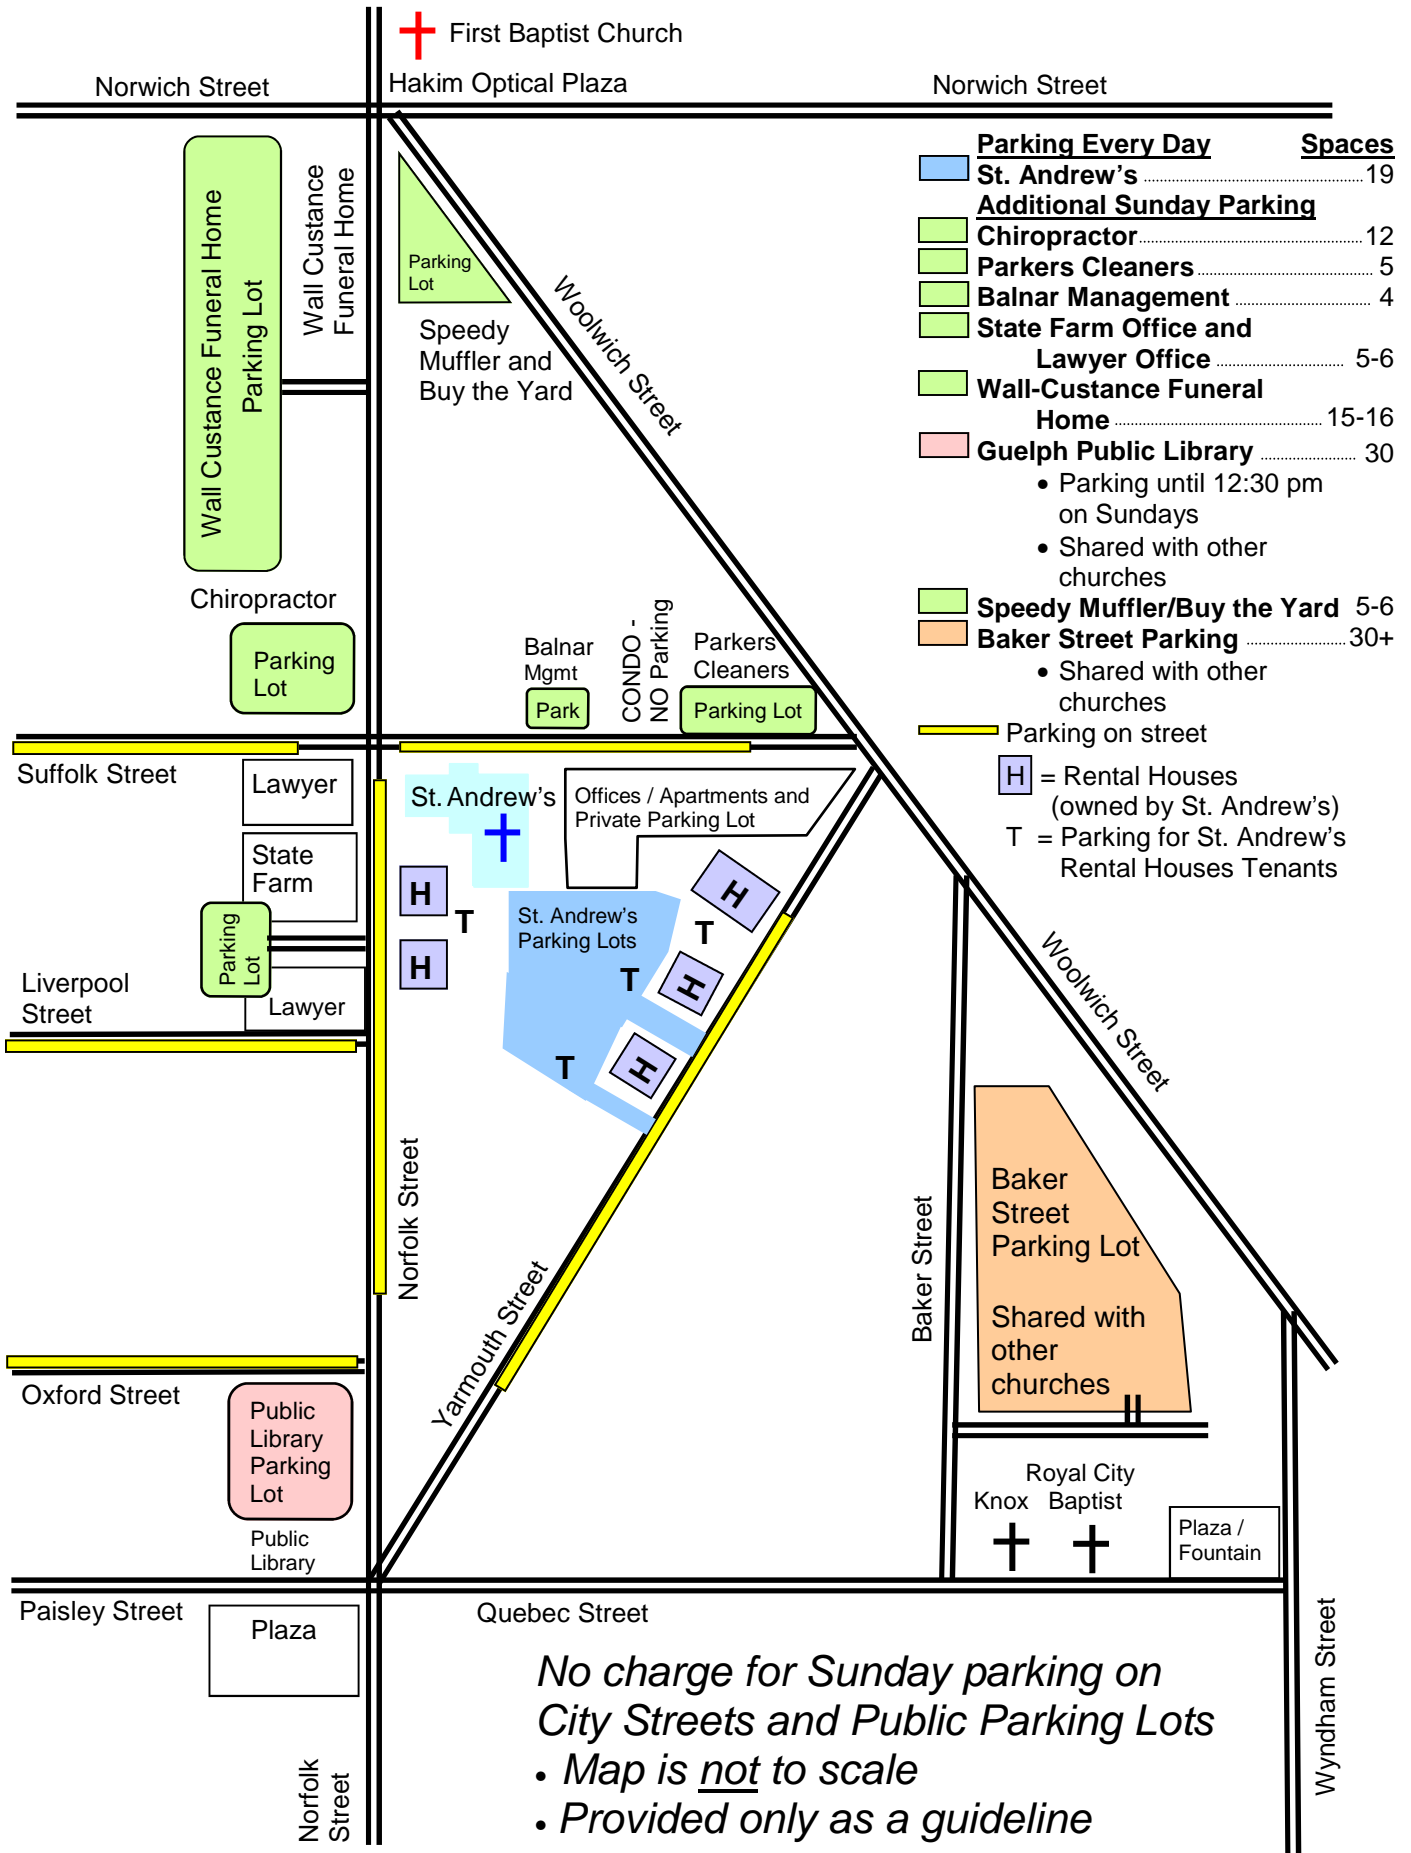 First Baptist Church
Norwich Street
Hakim Optical Plaza
Norwich Street
Parking Every Day Spaces
St. Andrew's 19
Additional Sunday Parking
Chiropractor 12
Parkers Cleaners 5
Balnar Management 4
State Farm Office and
Lawyer Office 5-6
Wall-Custance Funeral
Home 15-16
Guelph Public Library 30
• Parking until 12:30 pm
on Sundays
• Shared with other
churches
Speedy Muffler/Buy the Yard 5-6
Baker Street Parking 30+
• Shared with other
churches
Parking on street
H = Rental Houses
(owned by St. Andrew's)
T = Parking for St. Andrew's
Rental Houses Tenants
Wall Custance Funeral Home
Parking Lot
Wall Custance
Funeral Home
Parking
Lot
Speedy
Muffler and
Buy the Yard
Woolwich Street
Chiropractor
Parking
Lot
Balnar
Mgmt
Park
CONDO -
NO Parking
Parkers
Cleaners
Parking Lot
Suffolk Street
Lawyer
St. Andrew's
Offices / Apartments and
Private Parking Lot
State
Farm
H
T
H
St. Andrew's
Parking Lots
H
T
T
H
H
T
Parking
Lot
Lawyer
Liverpool
Street
Woolwich Street
Norfolk Street
Yarmouth Street
Baker Street
Baker
Street
Parking Lot
Shared with
other
churches
Oxford Street
Public
Library
Parking
Lot
Public
Library
Royal City
Knox Baptist
Plaza /
Fountain
Paisley Street
Quebec Street
Plaza
Norfolk
Street
Wyndham Street
No charge for Sunday parking on
City Streets and Public Parking Lots
• Map is not to scale
• Provided only as a guideline